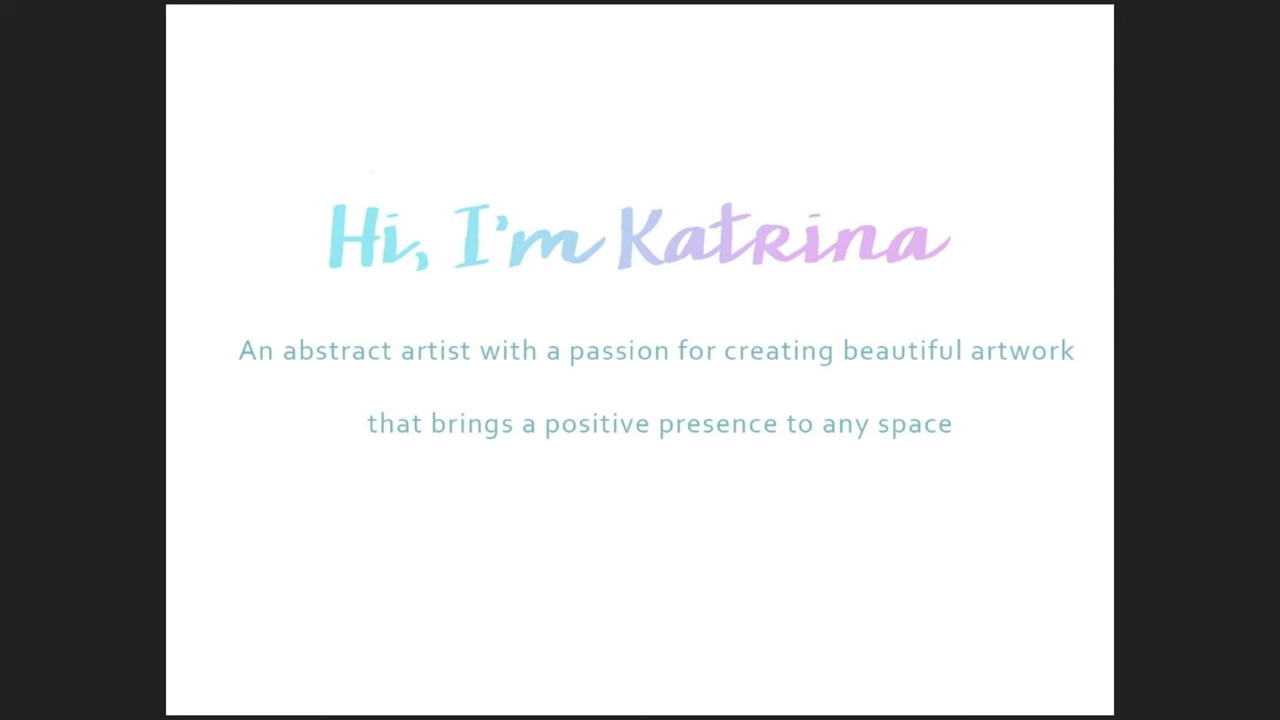 Hi, I'm Katrina
An abstract artist with a passion for creating beautiful artwork
that brings a positive presence to any space